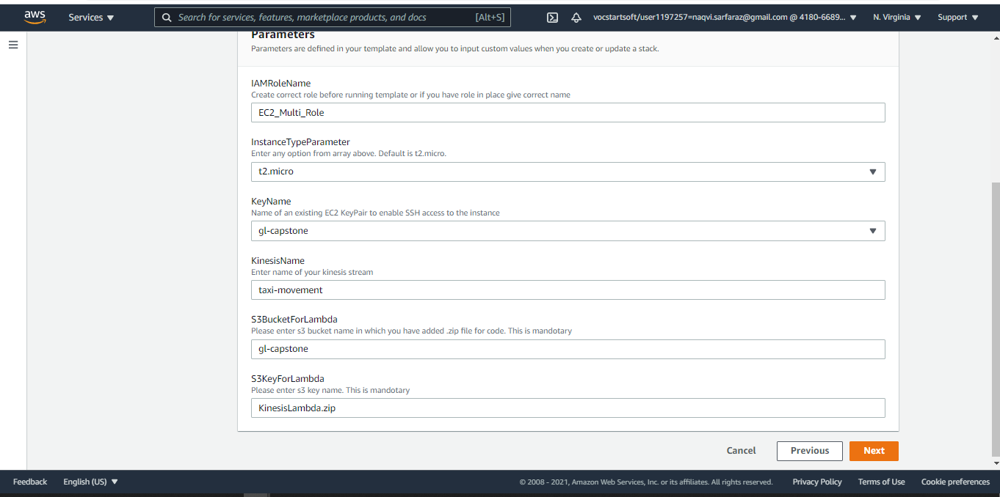 aws
Services ▼
Search for services, features, marketplace products, and docs [Alt+S]
vocstartsoft/user1197257=naqvi.sarfaraz@gmail.com @ 4180-6689... ▼
N. Virginia ▼
Support ▼
Parameters
Parameters are defined in your template and allow you to input custom values when you create or update a stack.
IAMRoleName
Create correct role before running template or if you have role in place give correct name
EC2_Multi_Role
InstanceTypeParameter
Enter any option from array above. Default is t2.micro.
t2.micro
KeyName
Name of an existing EC2 KeyPair to enable SSH access to the instance
gl-capstone
KinesisName
Enter name of your kinesis stream
taxi-movement
S3BucketForLambda
Please enter s3 bucket name in which you have added .zip file for code. This is mandotary
gl-capstone
S3KeyForLambda
Please enter s3 key name. This is mandotary
KinesisLambda.zip
Cancel
Previous
Next
Feedback
English (US) ▼
© 2008 - 2021, Amazon Web Services, Inc. or its affiliates. All rights reserved.
Privacy Policy
Terms of Use
Cookie preferences